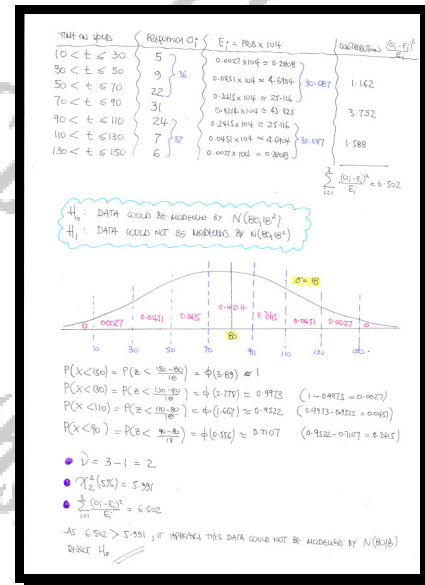 TIME ON HOLD FREQUENCY Oᵢ Eᵢ = PROB × 104 CONTRIBUTION (Oᵢ-Eᵢ)²/Eᵢ
10 < t ≤ 30 5 0.0027×104 ≈ 0.2808
30 < t ≤ 50 9 36 0.0451×104 ≈ 4.6904 30.087 1.162
50 < t ≤ 70 22 0.2415×104 ≈ 25.116
70 < t ≤ 90 31 0.4214×104 ≈ 43.823 3.752
90 < t ≤ 110 24 0.2415×104 ≈ 25.116
110 < t ≤ 130 7 37 0.0451×104 ≈ 4.6904 30.087 1.588
130 < t ≤ 150 6 0.0027×104 ≈ 0.2808
3 Σ i=1 (Oᵢ-Eᵢ)²/Eᵢ = 6.502
H₀ : DATA COULD BE MODELLED BY N(80,18²)
H₁ : DATA COULD NOT BE MODELLED BY N(80,18²)
σ=18
0 0.0027 0.0451 0.2415 0.4214 0.2415 0.0451 0.0027 0
80
10 30 50 70 90 110 130 150
P(X<150) = P(Z < 150-80/18) = Φ(3.89) ≈ 1
P(X<130) = P(Z < 130-80/18) = Φ(2.778) ≈ 0.9973 (1-0.9973=0.0027)
P(X<110) = P(Z < 110-80/18) = Φ(1.667) ≈ 0.9522 (0.9973-0.9522=0.0451)
P(X<90) = P(Z < 90-80/18) = Φ(0.556) ≈ 0.7107 (0.9522-0.7107=0.2415)
ν = 3-1 = 2
χ²₂(5%) = 5.991
3 Σ i=1 (Oᵢ-Eᵢ)²/Eᵢ = 6.502
AS 6.502 > 5.991, IT APPEARS THIS DATA COULD NOT BE MODELLED BY N(80,18)
REJECT H₀